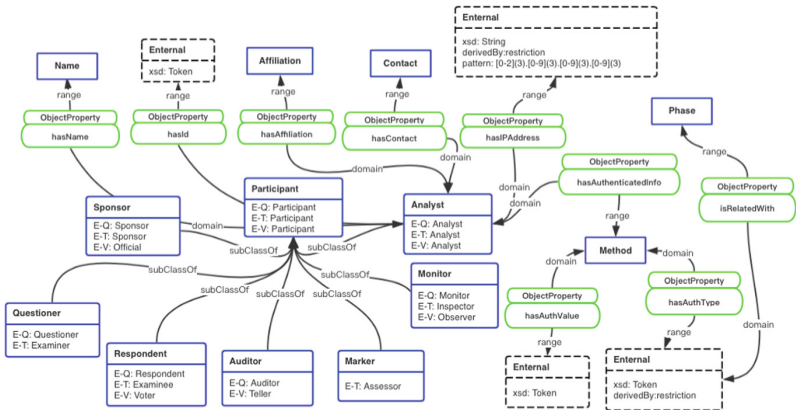 Enternal
xsd: String
derivedBy:restriction
pattern: [0-2]{3}.[0-9]{3}.[0-9]{3}.[0-9]{3}
Name
Enternal
xsd: Token
Affiliation
Contact
Phase
range
range
range
range
range
range
ObjectProperty
hasName
ObjectProperty
hasId
ObjectProperty
hasAffiliation
ObjectProperty
hasContact
ObjectProperty
hasIPAddress
ObjectProperty
hasAuthenticatedInfo
ObjectProperty
isRelatedWith
domain
domain
domain
domain
domain
range
Sponsor
E-Q: Sponsor
E-T: Sponsor
E-V: Official
Participant
E-Q: Participant
E-T: Participant
E-V: Participant
Analyst
E-Q: Analyst
E-T: Analyst
E-V: Analyst
domain
subClassOf
subClassOf
Method
domain
domain
subClassOf
subClassOf
subClassOf
subClassOf
Monitor
E-Q: Monitor
E-T: Inspector
E-V: Observer
ObjectProperty
hasAuthValue
ObjectProperty
hasAuthType
domain
Questioner
E-Q: Questioner
E-T: Examiner
range
range
Respondent
E-Q: Respondent
E-T: Examinee
E-V: Voter
Auditor
E-Q: Auditor
E-V: Teller
Marker
E-T: Assessor
Enternal
xsd: Token
Enternal
xsd: Token
derivedBy:restriction